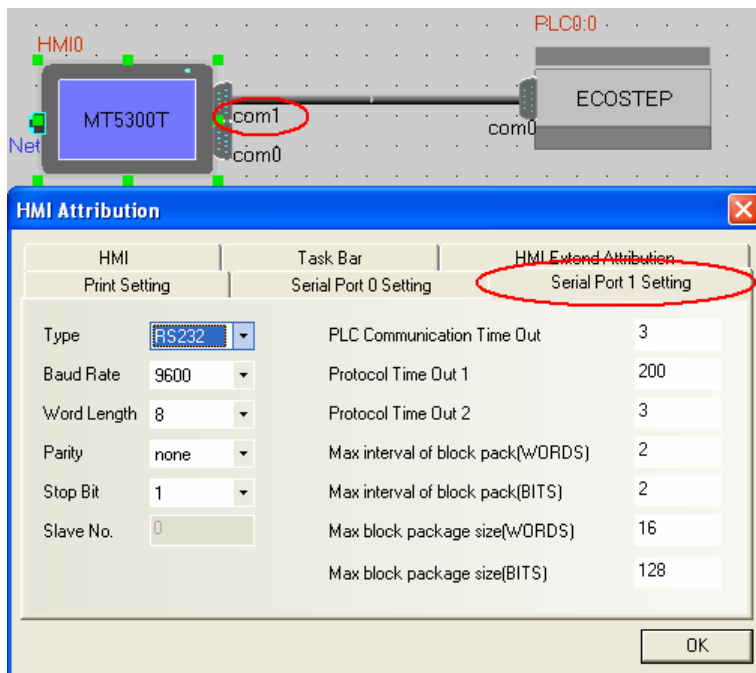 PLC0:0
HMI0
MT5300T
ECOSTEP
com1
com0
Net
com0
HMI Attribution
HMI Task Bar HMI Extend Attribution
Print Setting Serial Port 0 Setting Serial Port 1 Setting
Type RS232 PLC Communication Time Out 3
Baud Rate 9600 Protocol Time Out 1 200
Word Length 8 Protocol Time Out 2 3
Parity none Max interval of block pack(WORDS) 2
Stop Bit 1 Max interval of block pack(BITS) 2
Slave No. 0 Max block package size(WORDS) 16
Max block package size(BITS) 128
OK